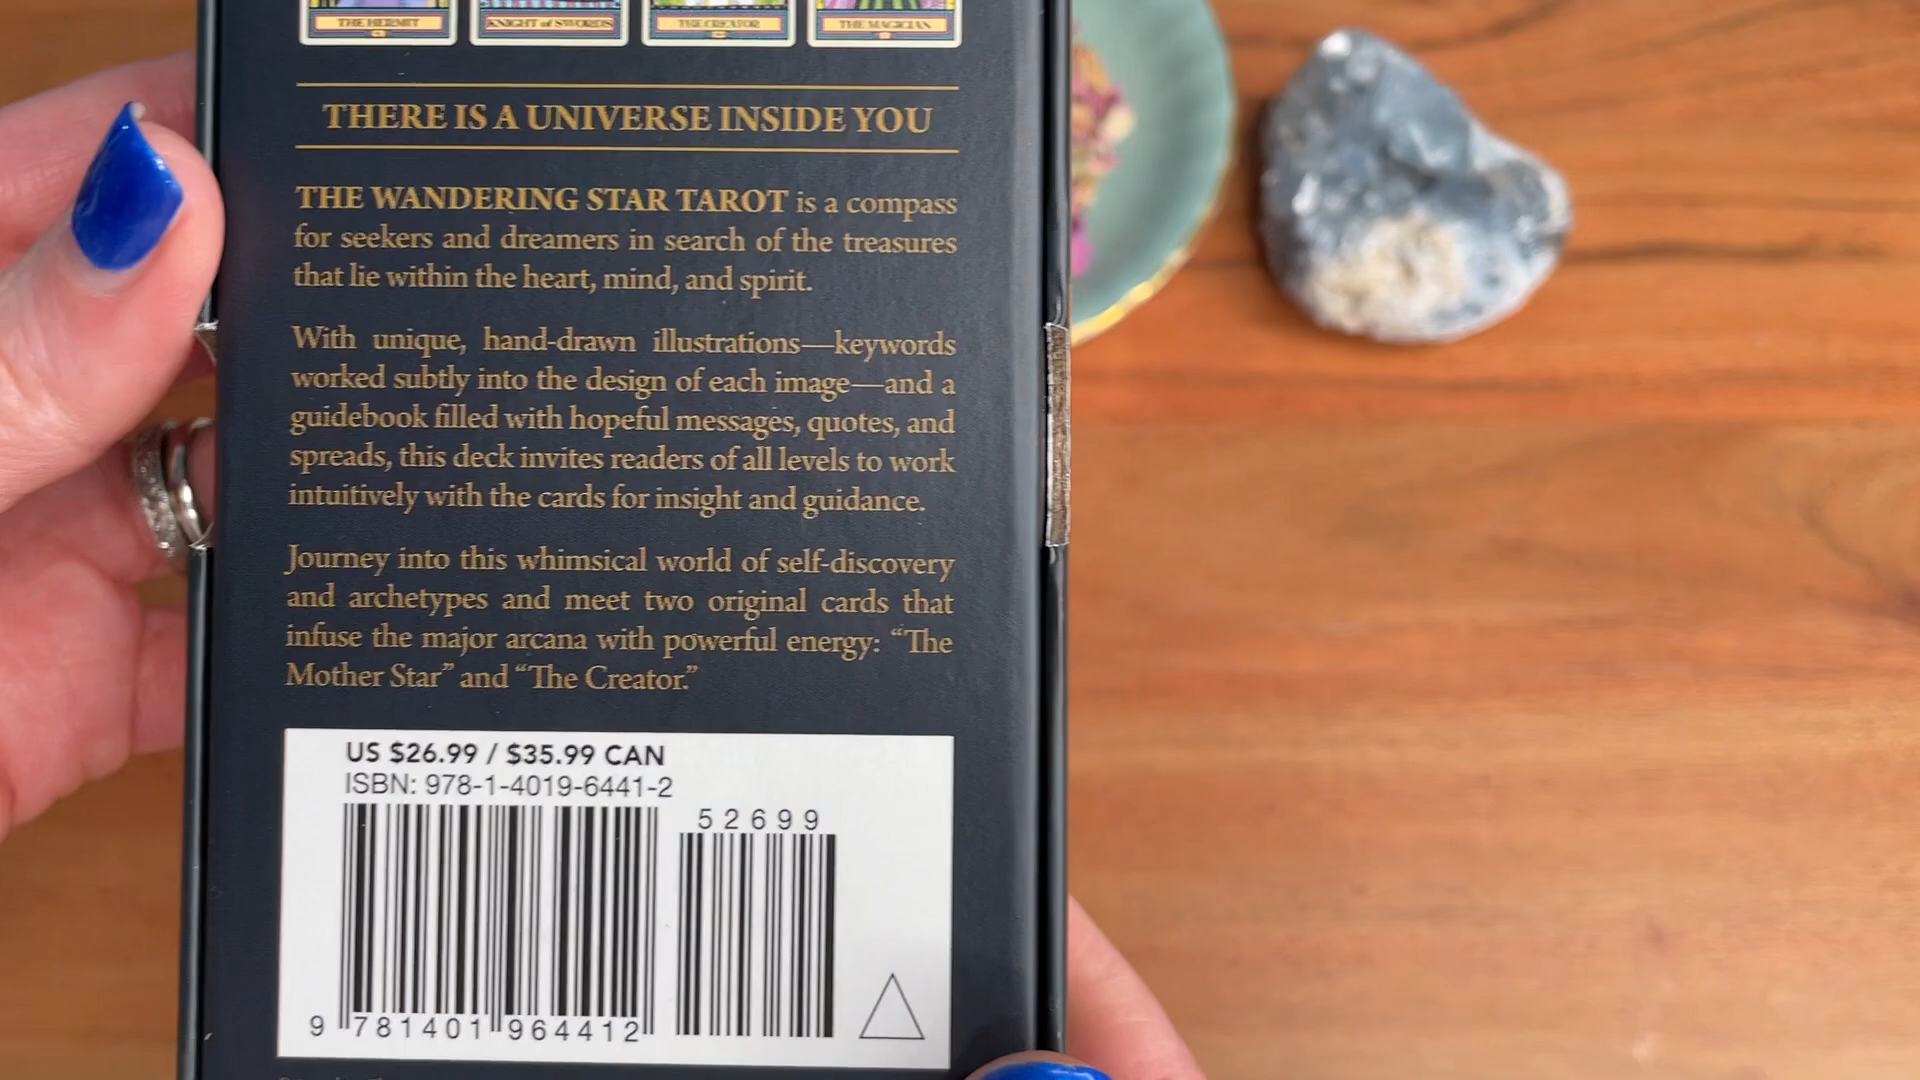 THE HERMIT KNIGHT of SWORDS THE CREATOR THE MAGICIAN
THERE IS A UNIVERSE INSIDE YOU
THE WANDERING STAR TAROT is a compass
for seekers and dreamers in search of the treasures
that lie within the heart, mind, and spirit.
With unique, hand-drawn illustrations—keywords
worked subtly into the design of each image—and a
guidebook filled with hopeful messages, quotes, and
spreads, this deck invites readers of all levels to work
intuitively with the cards for insight and guidance.
Journey into this whimsical world of self-discovery
and archetypes and meet two original cards that
infuse the major arcana with powerful energy: “The
Mother Star” and “The Creator.”
US $26.99 / $35.99 CAN
ISBN: 978-1-4019-6441-2
52699
9 781401 964412